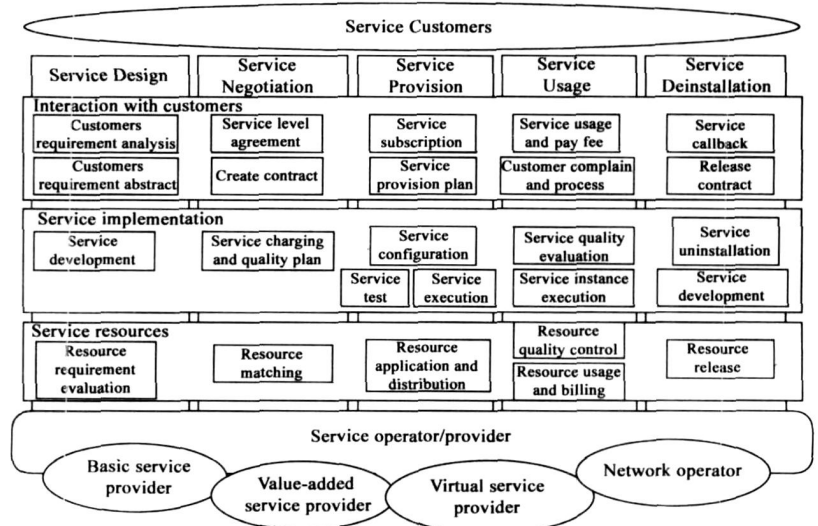 Service Customers
Service Design
Service
Negotiation
Service
Provision
Service
Usage
Service
Deinstallation
Interaction with customers
Customers
requirement analysis
Service level
agreement
Service
subscription
Service usage
and pay fee
Service
callback
Customers
requirement abstract
Create contract
Service
provision plan
Customer complain
and process
Release
contract
Service implementation
Service
development
Service charging
and quality plan
Service
configuration
Service quality
evaluation
Service
uninstallation
Service
test
Service
execution
Service instance
execution
Service
development
Service resources
Resource
requirement
evaluation
Resource
matching
Resource
application and
distribution
Resource
quality control
Resource usage
and billing
Resource
release
Service operator/provider
Basic service
provider
Value-added
service provider
Virtual service
provider
Network operator